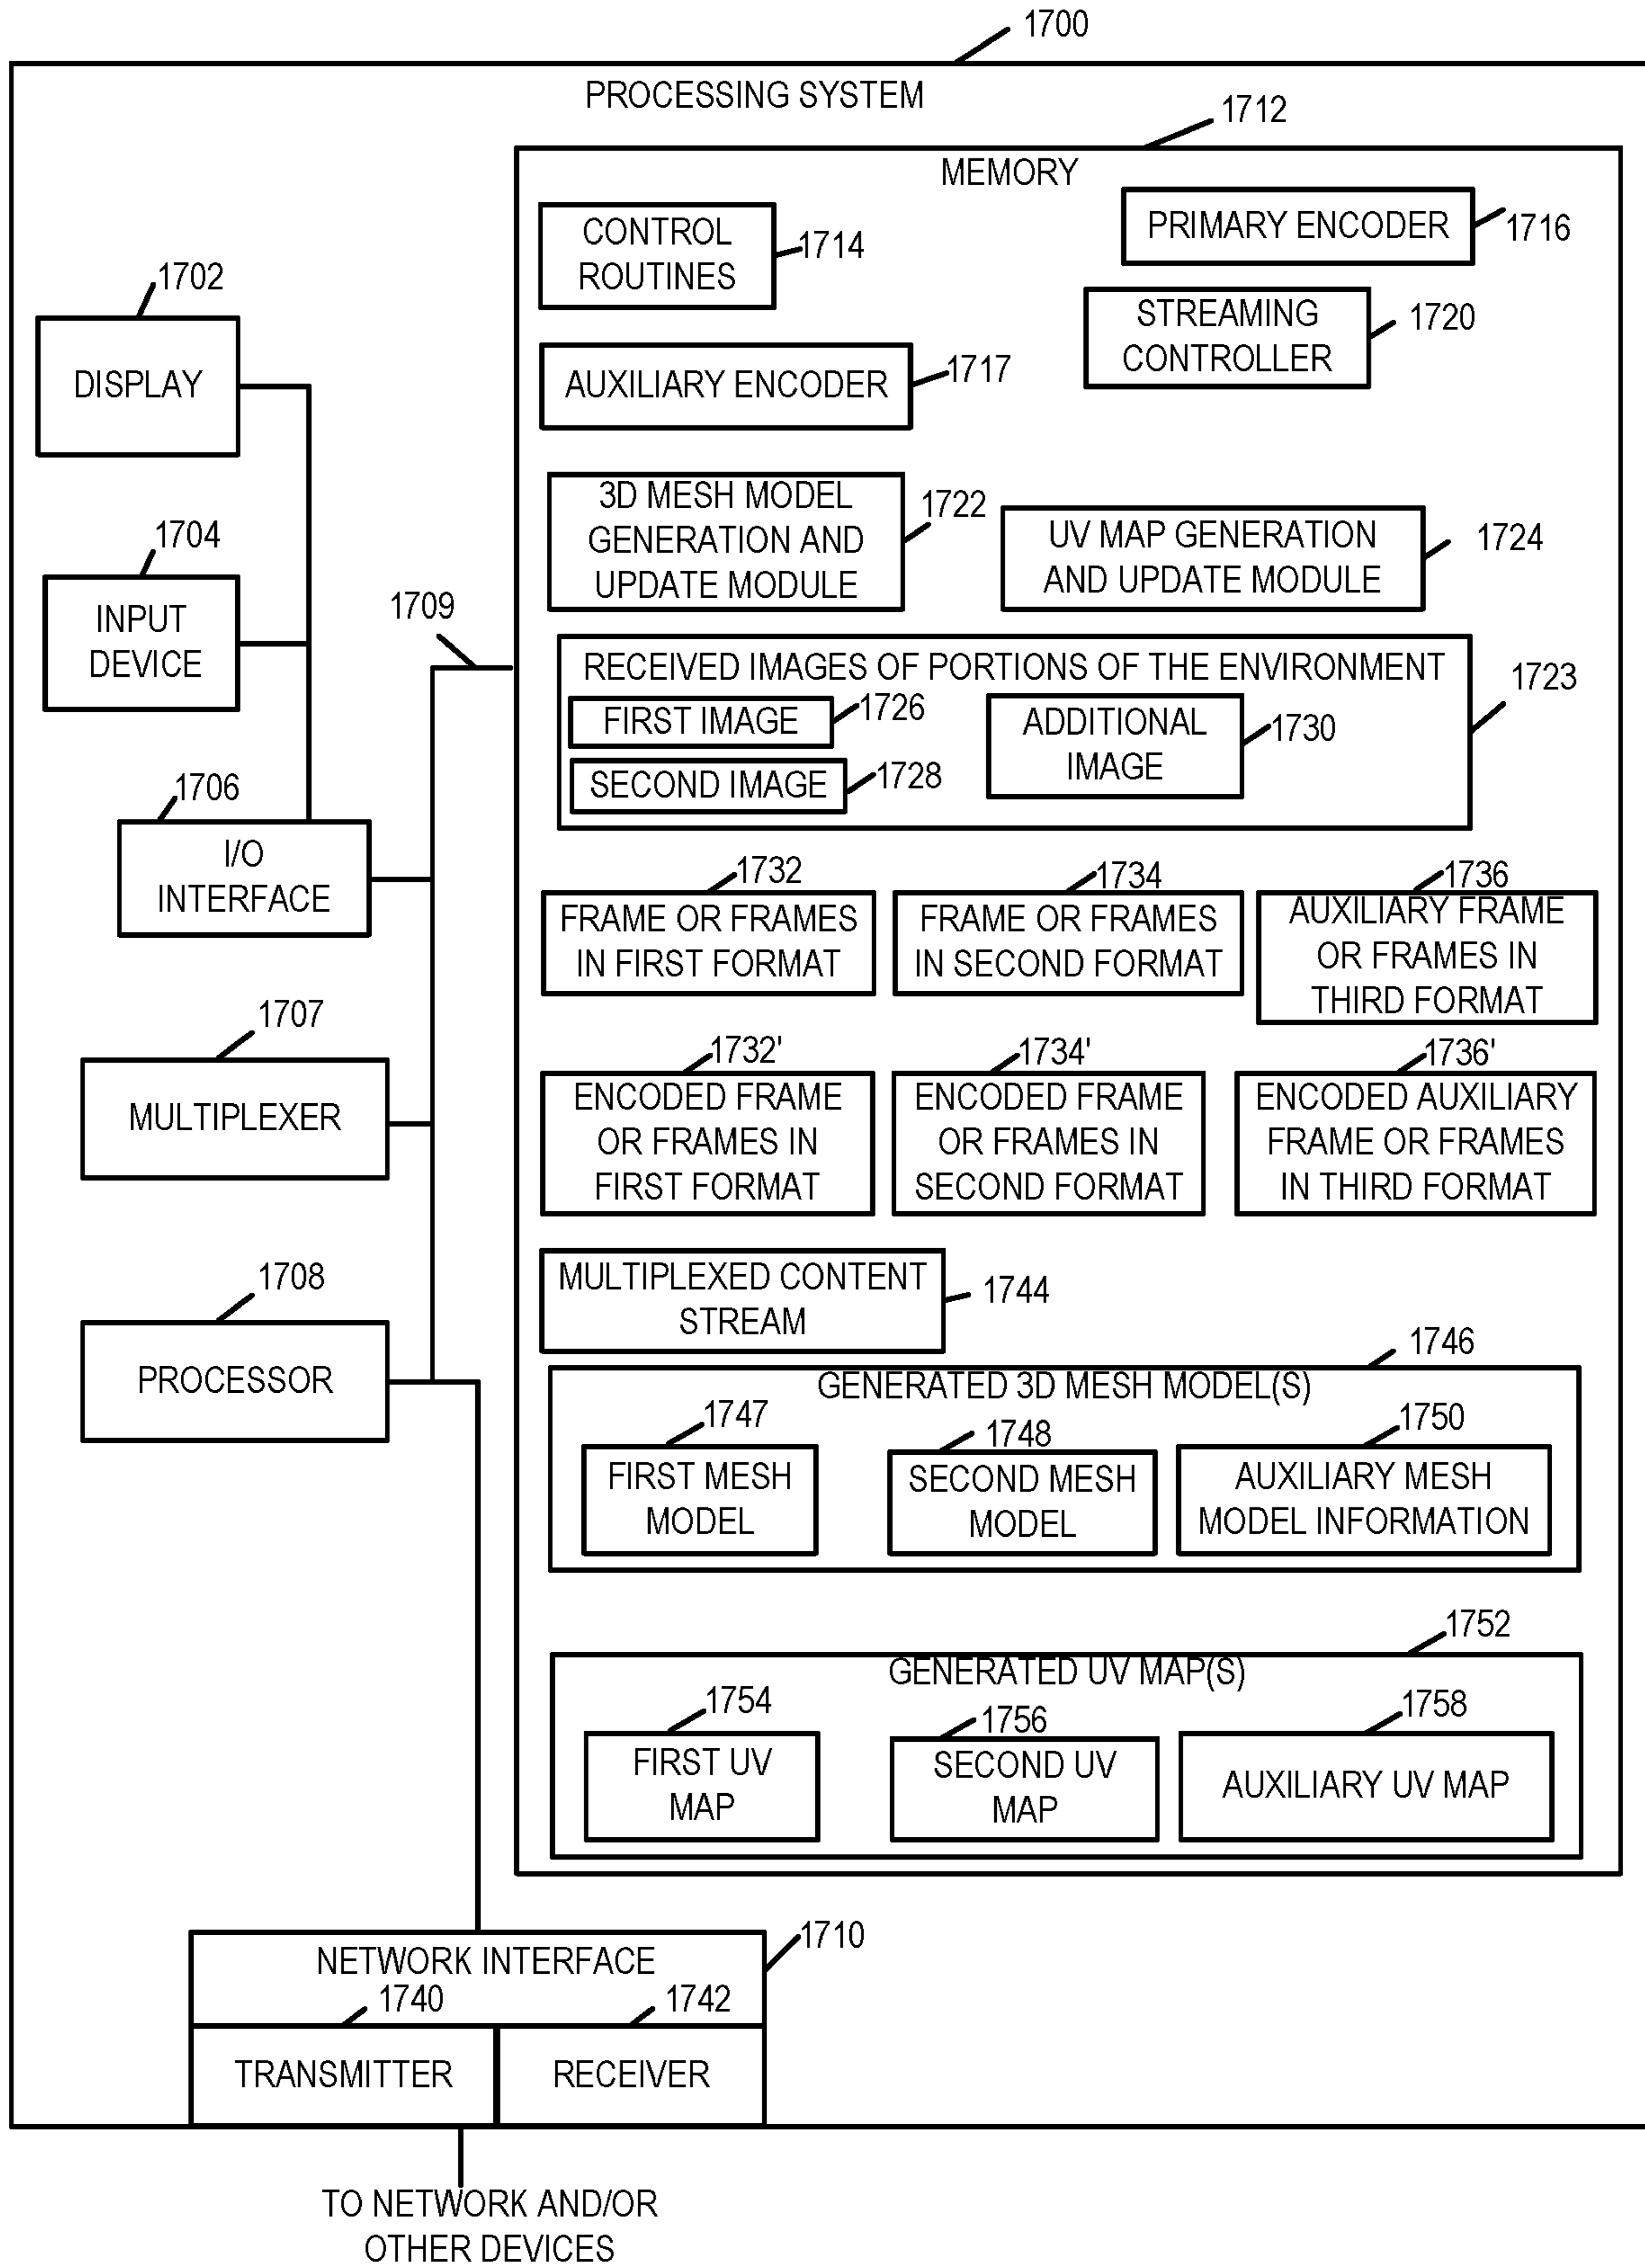 1700
PROCESSING SYSTEM
1712
MEMORY
CONTROL
ROUTINES
1714
PRIMARY ENCODER
1716
STREAMING
CONTROLLER
1720
AUXILIARY ENCODER
1717
1702
DISPLAY
3D MESH MODEL
GENERATION AND
UPDATE MODULE
1722
UV MAP GENERATION
AND UPDATE MODULE
1724
1704
INPUT
DEVICE
1709
RECEIVED IMAGES OF PORTIONS OF THE ENVIRONMENT
1723
FIRST IMAGE
1726
SECOND IMAGE
1728
ADDITIONAL
IMAGE
1730
1706
I/O
INTERFACE
1732
FRAME OR FRAMES
IN FIRST FORMAT
1734
FRAME OR FRAMES
IN SECOND FORMAT
1736
AUXILIARY FRAME
OR FRAMES IN
THIRD FORMAT
1707
MULTIPLEXER
1732'
ENCODED FRAME
OR FRAMES IN
FIRST FORMAT
1734'
ENCODED FRAME
OR FRAMES IN
SECOND FORMAT
1736'
ENCODED AUXILIARY
FRAME OR FRAMES
IN THIRD FORMAT
1708
PROCESSOR
MULTIPLEXED CONTENT
STREAM
1744
1746
GENERATED 3D MESH MODEL(S)
1747
FIRST MESH
MODEL
1748
SECOND MESH
MODEL
1750
AUXILIARY MESH
MODEL INFORMATION
1752
GENERATED UV MAP(S)
1754
FIRST UV
MAP
1756
SECOND UV
MAP
1758
AUXILIARY UV MAP
1710
NETWORK INTERFACE
1740
TRANSMITTER
1742
RECEIVER
TO NETWORK AND/OR
OTHER DEVICES